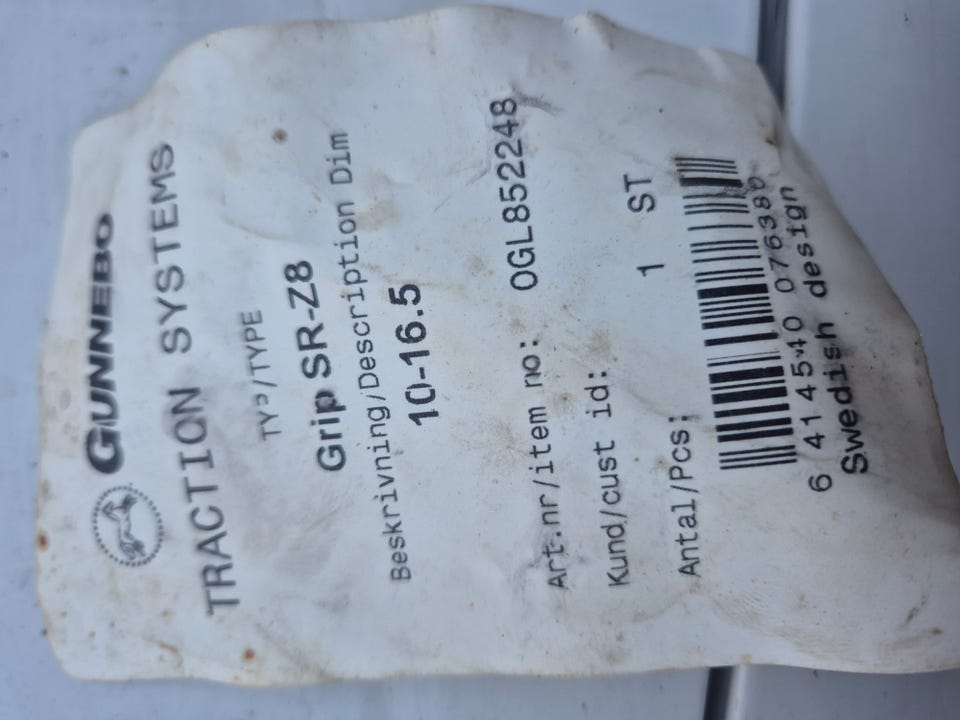 GUNNEBO
TRACTION SYSTEMS
TYP/TYPE
Grip SR-Z8
Beskrivning/Description Dim
10-16.5
Art.nr/item no: OGL852248
Kund/cust id:
Antal/Pcs: 1 ST
6 414540 076380
Swedish design